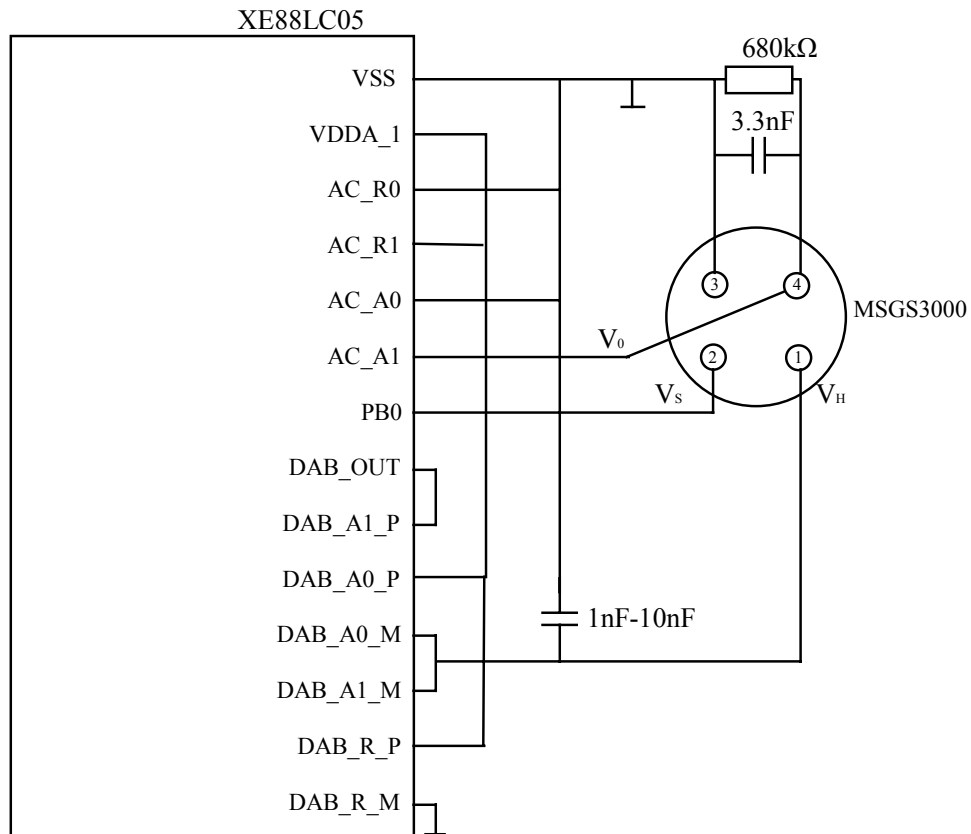 XE88LC05
VSS
VDDA_1
AC_R0
AC_R1
AC_A0
AC_A1
PB0
DAB_OUT
DAB_A1_P
DAB_A0_P
DAB_A0_M
DAB_A1_M
DAB_R_P
DAB_R_M
680kΩ
3.3nF
3
4
MSGS3000
V0
2
1
VS
VH
1nF-10nF